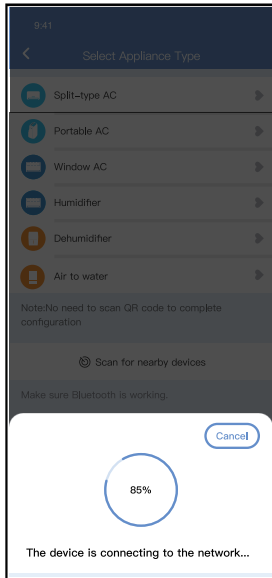 9:41
Select Appliance Type
Split-type AC
Portable AC
Window AC
Humidifier
Dehumidifier
Air to water
Note:No need to scan QR code to complete
configuration
Scan for nearby devices
Make sure Bluetooth is working.
Cancel
85%
The device is connecting to the network...